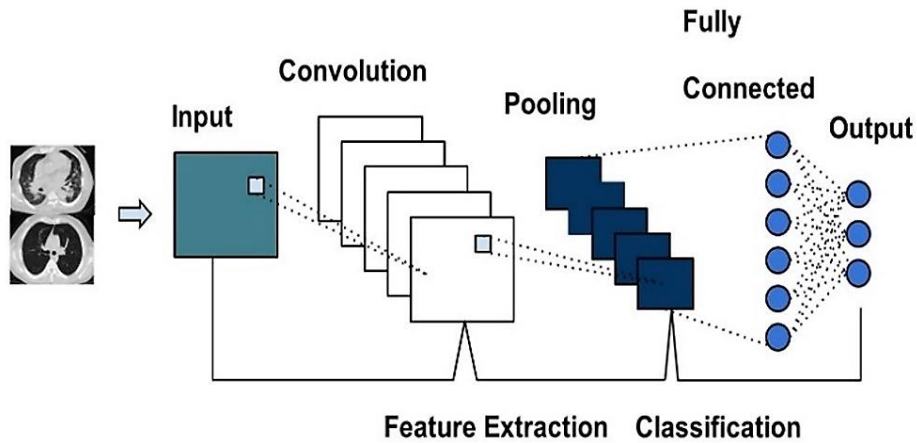 Fully
Connected
Convolution
Pooling
Input
Output
Feature Extraction
Classification